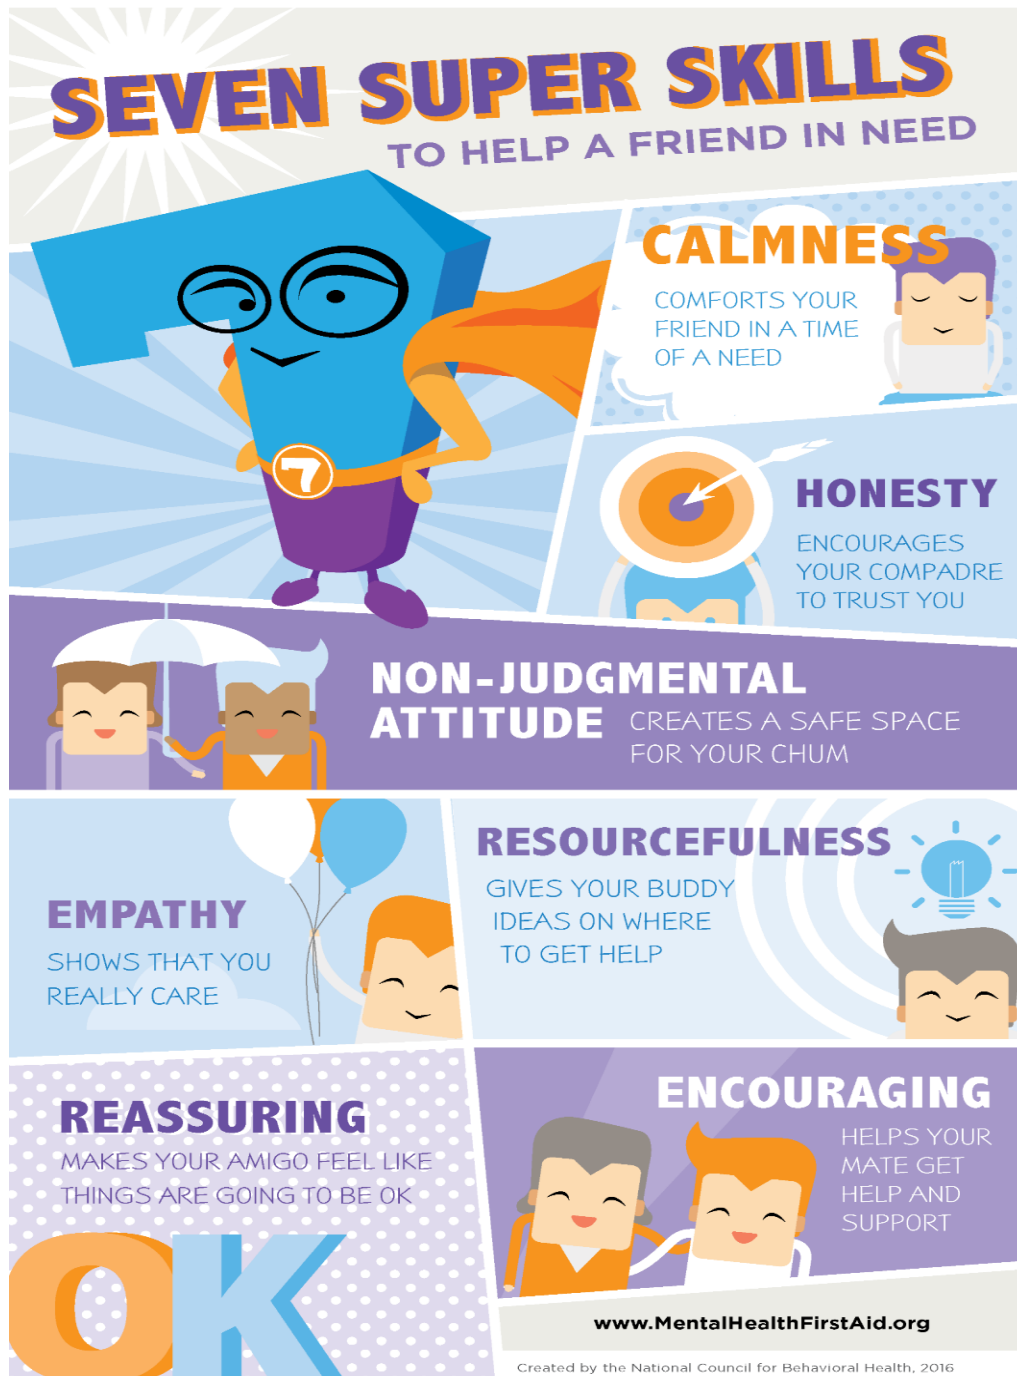 SEVEN SUPER SKILLS
TO HELP A FRIEND IN NEED
CALMNESS
COMFORTS YOUR
FRIEND IN A TIME
OF A NEED
7
HONESTY
ENCOURAGES
YOUR COMPADRE
TO TRUST YOU
NON-JUDGMENTAL
ATTITUDE
CREATES A SAFE SPACE
FOR YOUR CHUM
EMPATHY
SHOWS THAT YOU
REALLY CARE
RESOURCEFULNESS
GIVES YOUR BUDDY
IDEAS ON WHERE
TO GET HELP
REASSURING
MAKES YOUR AMIGO FEEL LIKE
THINGS ARE GOING TO BE OK
OK
ENCOURAGING
HELPS YOUR
MATE GET
HELP AND
SUPPORT
www.MentalHealthFirstAid.org
Created by the National Council for Behavioral Health, 2016